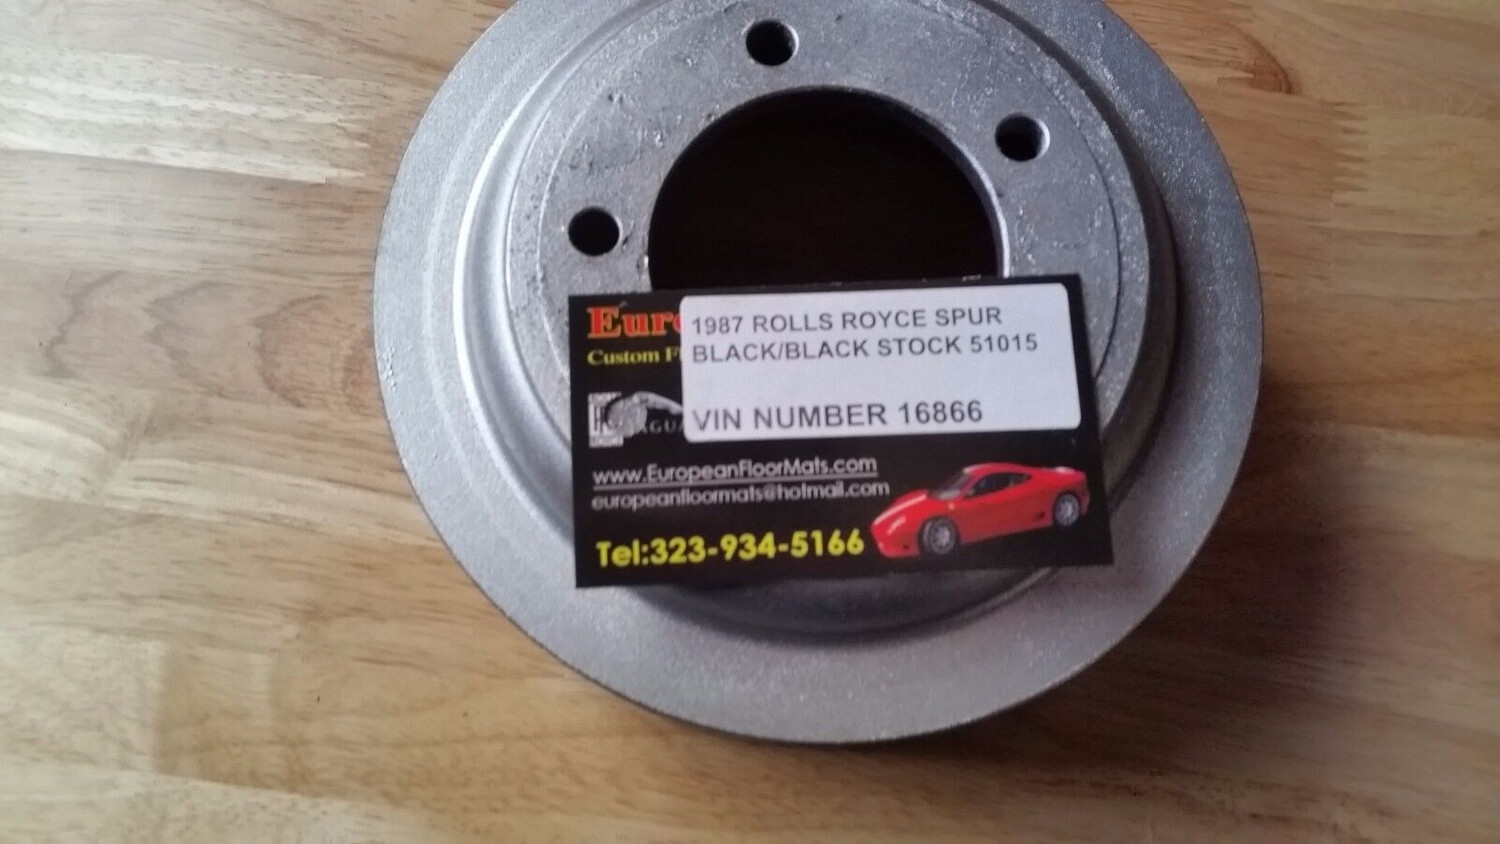 Euro
1987 ROLLS ROYCE SPUR
BLACK/BLACK STOCK 51015
Custom
VIN NUMBER 16866
www.EuropeanFloorMats.com
europeanfloormats@hotmail.com
Tel:323-934-5166